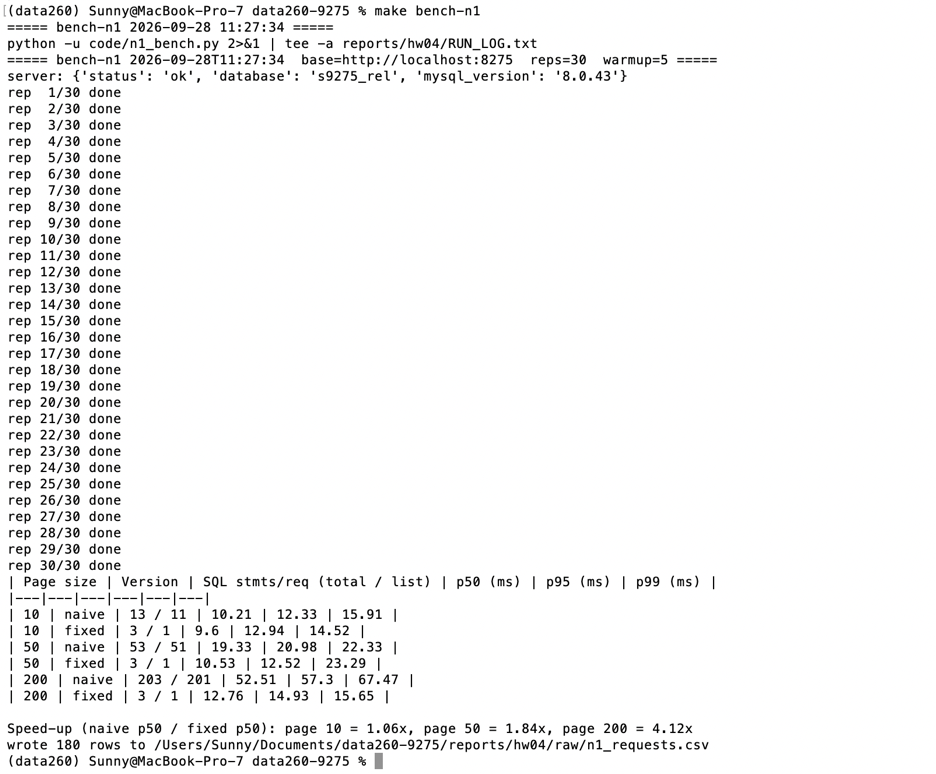 (data260) Sunny@MacBook-Pro-7 data260-9275 % make bench-n1
===== bench-n1 2026-09-28 11:27:34 =====
python -u code/n1_bench.py 2>&1 | tee -a reports/hw04/RUN_LOG.txt
===== bench-n1 2026-09-28T11:27:34  base=http://localhost:8275  reps=30  warmup=5 =====
server: {'status': 'ok', 'database': 's9275_rel', 'mysql_version': '8.0.43'}
rep  1/30 done
rep  2/30 done
rep  3/30 done
rep  4/30 done
rep  5/30 done
rep  6/30 done
rep  7/30 done
rep  8/30 done
rep  9/30 done
rep 10/30 done
rep 11/30 done
rep 12/30 done
rep 13/30 done
rep 14/30 done
rep 15/30 done
rep 16/30 done
rep 17/30 done
rep 18/30 done
rep 19/30 done
rep 20/30 done
rep 21/30 done
rep 22/30 done
rep 23/30 done
rep 24/30 done
rep 25/30 done
rep 26/30 done
rep 27/30 done
rep 28/30 done
rep 29/30 done
rep 30/30 done
| Page size | Version | SQL stmts/req (total / list) | p50 (ms) | p95 (ms) | p99 (ms) |
|---|---|---|---|---|---|
| 10 | naive | 13 / 11 | 10.21 | 12.33 | 15.91 |
| 10 | fixed | 3 / 1 | 9.6 | 12.94 | 14.52 |
| 50 | naive | 53 / 51 | 19.33 | 20.98 | 22.33 |
| 50 | fixed | 3 / 1 | 10.53 | 12.52 | 23.29 |
| 200 | naive | 203 / 201 | 52.51 | 57.3 | 67.47 |
| 200 | fixed | 3 / 1 | 12.76 | 14.93 | 15.65 |
Speed-up (naive p50 / fixed p50): page 10 = 1.06x, page 50 = 1.84x, page 200 = 4.12x
wrote 180 rows to /Users/Sunny/Documents/data260-9275/reports/hw04/raw/n1_requests.csv
(data260) Sunny@MacBook-Pro-7 data260-9275 %